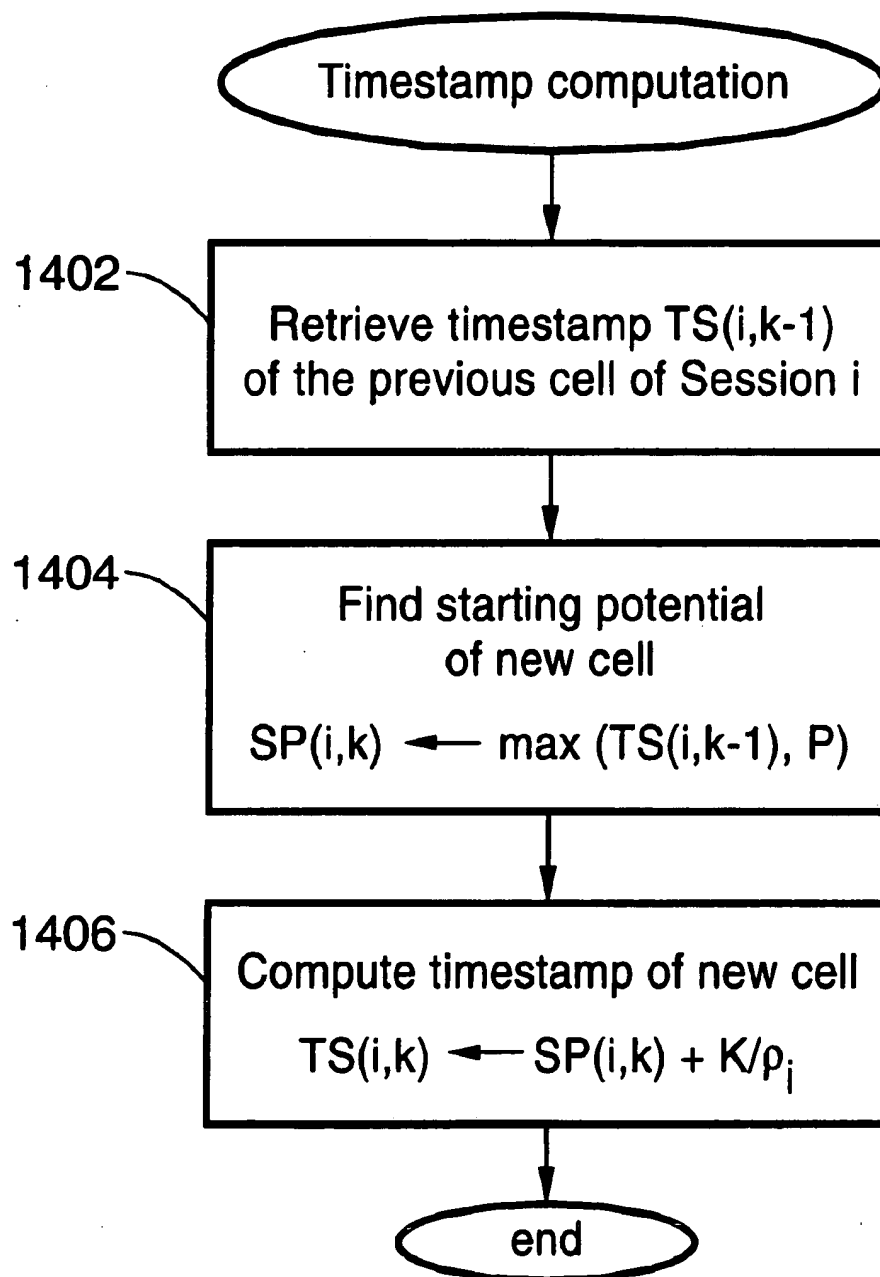 Timestamp computation
1402
Retrieve timestamp TS(i,k-1)
of the previous cell of Session i
1404
Find starting potential
of new cell
SP(i,k) ← max (TS(i,k-1), P)
1406
Compute timestamp of new cell
TS(i,k) ← SP(i,k) + K/ρi
end